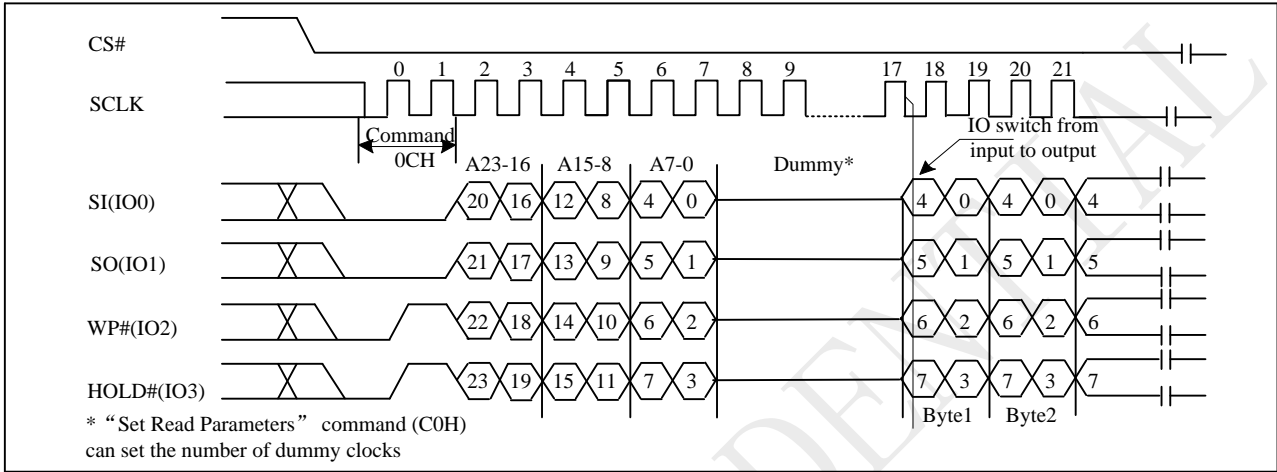 CS#
0 1 2 3 4 5 6 7 8 9 17 18 19 20 21
SCLK
Command
0CH
IO switch from
input to output
A23-16 A15-8 A7-0 Dummy*
SI(IO0) 20 16 12 8 4 0 4 0 4 0 4
SO(IO1) 21 17 13 9 5 1 5 1 5 1 5
WP#(IO2) 22 18 14 10 6 2 6 2 6 2 6
HOLD#(IO3) 23 19 15 11 7 3 7 3 7 3 7
Byte1 Byte2
* “Set Read Parameters” command (C0H)
can set the number of dummy clocks
DENTIAL